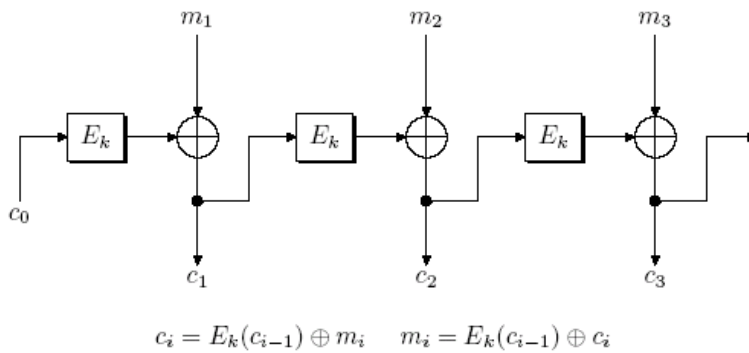 m₁ m₂ m₃
Eₖ Eₖ Eₖ
c₀
c₁ c₂ c₃
cᵢ = Eₖ(cᵢ₋₁) ⊕ mᵢ mᵢ = Eₖ(cᵢ₋₁) ⊕ cᵢ